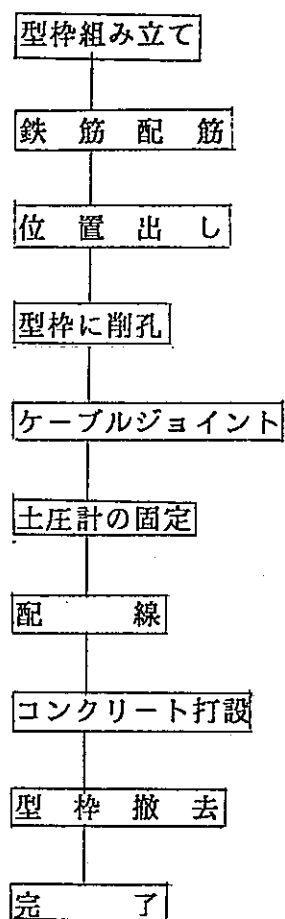 型枠組み立て
鉄筋配筋
位置出し
型枠に削孔
ケーブルジョイント
土圧計の固定
配線
コンクリート打設
型枠撤去
完了